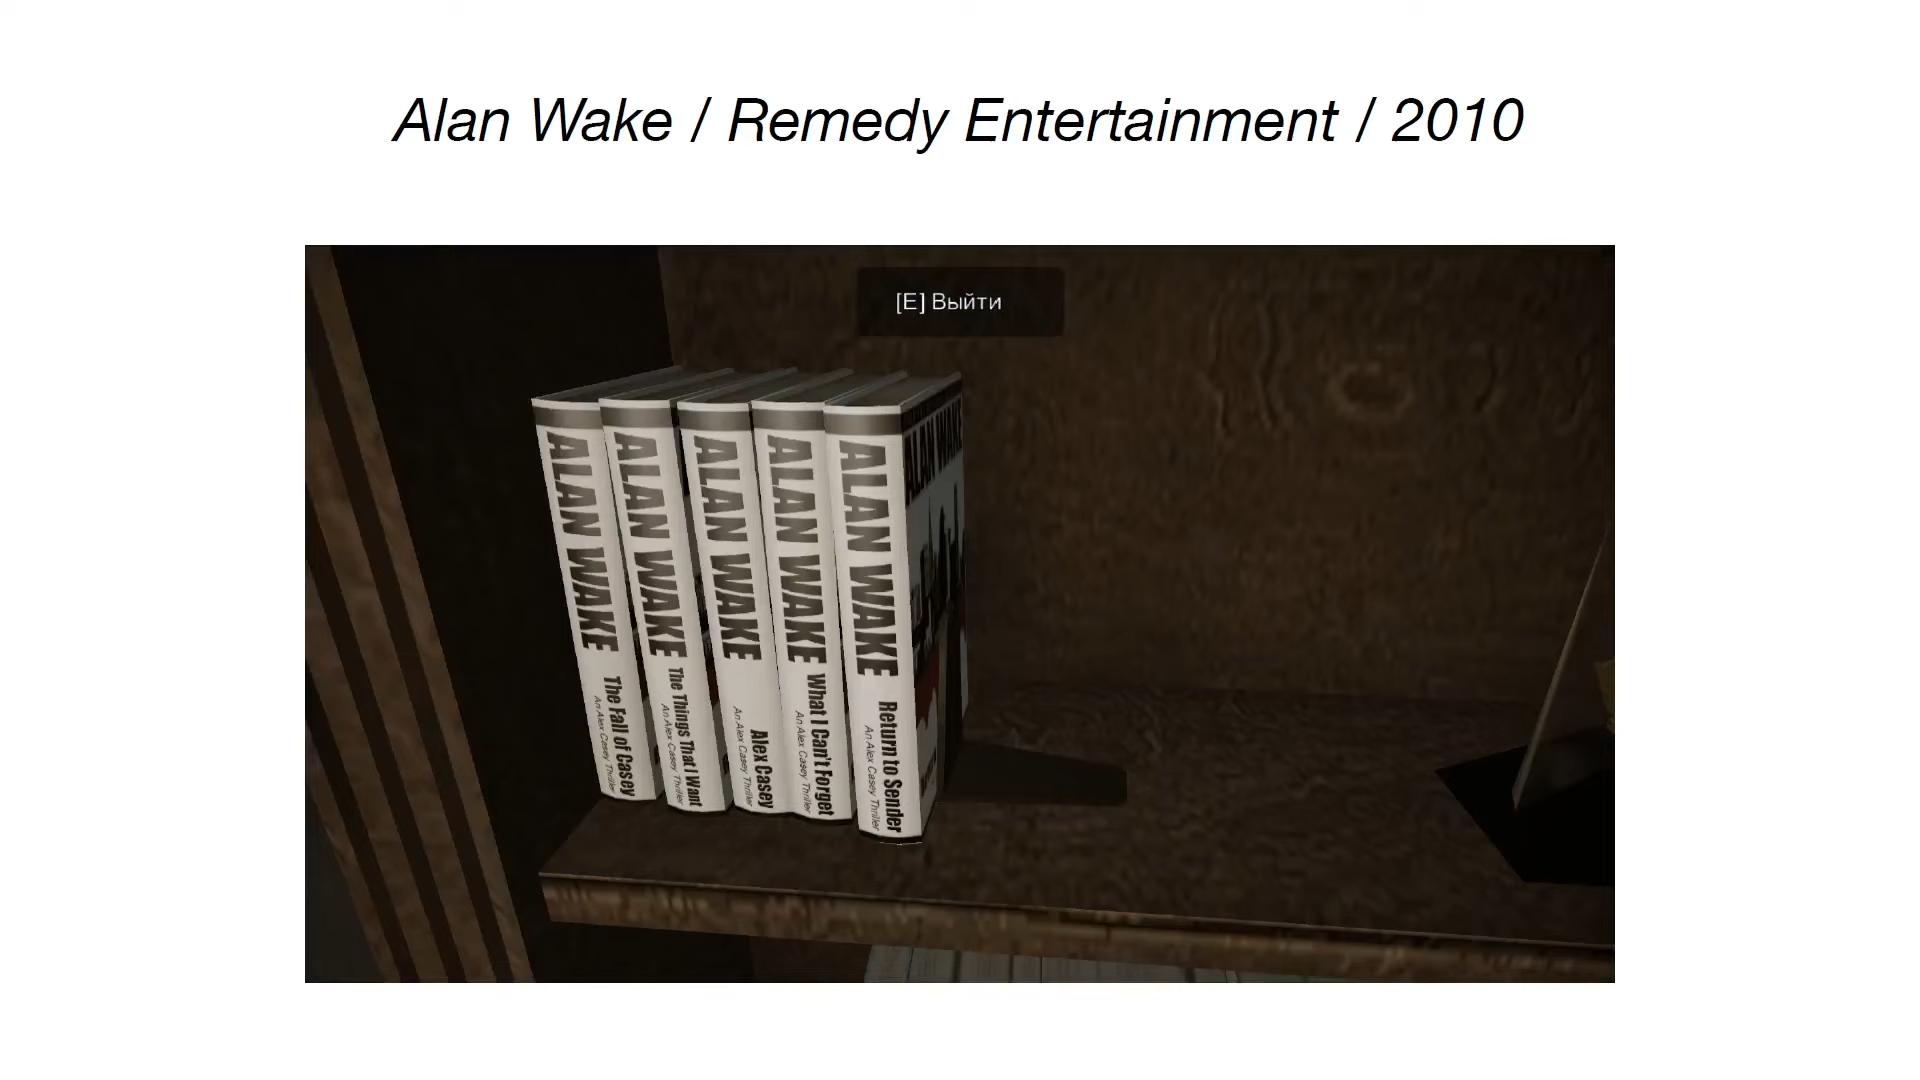 Alan Wake / Remedy Entertainment / 2010
[E] Выйти
ALAN WAKE
The Fall of Casey
An Alex Casey Thriller
ALAN WAKE
The Things That I Want
An Alex Casey Thriller
ALAN WAKE
Alex Casey
An Alex Casey Thriller
ALAN WAKE
What I Can't Forget
An Alex Casey Thriller
ALAN WAKE
Return to Sender
An Alex Casey Thriller
ALAN WAKE